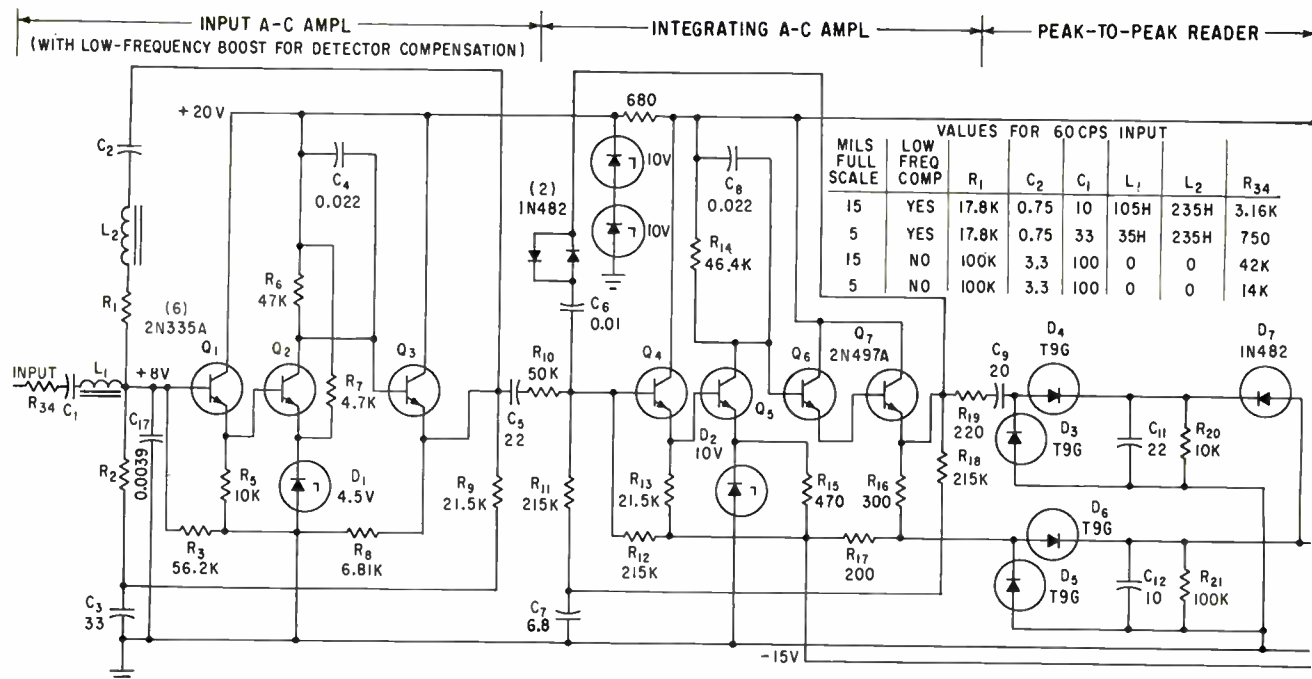 INPUT A-C AMPL
(WITH LOW-FREQUENCY BOOST FOR DETECTOR COMPENSATION)
INTEGRATING A-C AMPL
PEAK-TO-PEAK READER
+20V
680
C2
C4
0.022
10V
10V
(2)
1N482
C8
0.022
VALUES FOR 60CPS INPUT
MILS FULL SCALE LOW FREQ COMP R1 C2 C1 L1 L2 R34
15 YES 17.8K 0.75 10 105H 235H 3.16K
5 YES 17.8K 0.75 33 35H 235H 750
15 NO 100K 3.3 100 0 0 42K
5 NO 100K 3.3 100 0 0 14K
L2
R6
47K
R14
46.4K
R1
(6)
2N335A
C6
0.01
Q1
Q2
Q3
R10
50K
Q4
Q5
Q6
Q7
2N497A
C9
20
D4
T9G
D7
1N482
INPUT
R34
C1
L1
+8V
R7
4.7K
C5
22
R19
220
D3
T9G
C11
22
R20
10K
C17
0.0039
R2
R5
10K
D1
4.5V
R9
21.5K
R11
215K
R13
21.5K
D2
10V
R15
470
R16
300
R18
215K
R3
56.2K
R8
6.81K
R12
215K
R17
200
D6
T9G
D5
T9G
C12
10
R21
100K
C3
33
C7
6.8
-15V